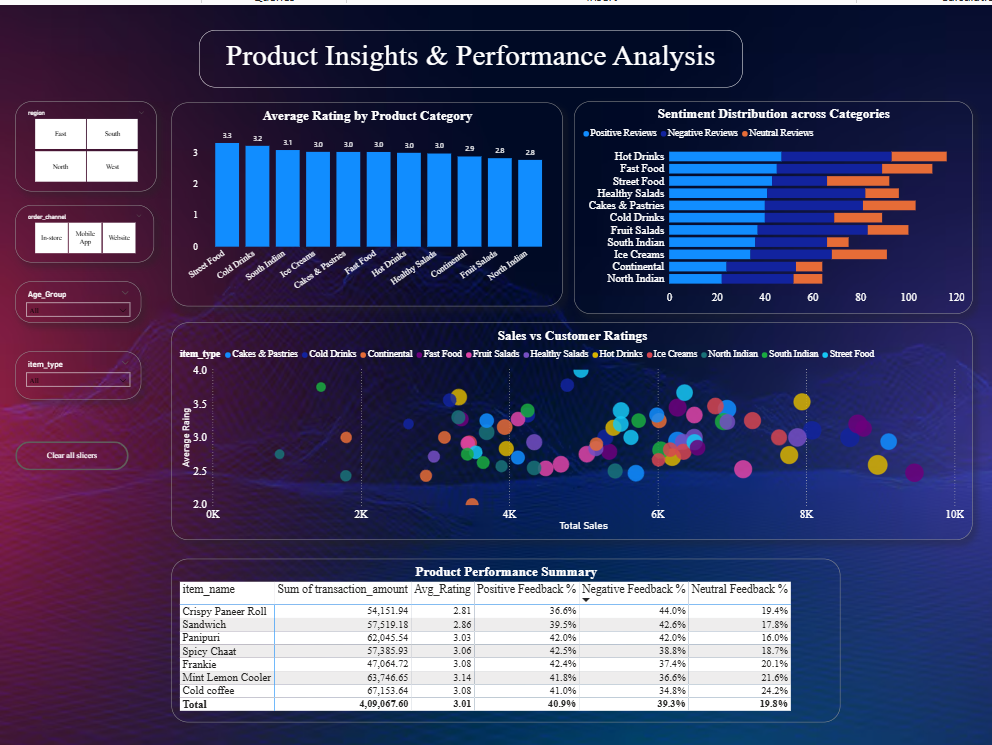 Product Insights & Performance Analysis
region
East South
North West
order_channel
In-store Mobile App Website
Age_Group
All
item_type
All
Clear all slicers
Average Rating by Product Category
3.3 3.2 3.1 3.0 3.0 3.0 3.0 3.0 2.9 2.8 2.8
3
2
1
0
Street Food Cold Drinks South Indian Ice Creams Cakes & Pastries Fast Food Hot Drinks Healthy Salads Continental Fruit Salads North Indian
Sentiment Distribution across Categories
Positive Reviews Negative Reviews Neutral Reviews
Hot Drinks
Fast Food
Street Food
Healthy Salads
Cakes & Pastries
Cold Drinks
Fruit Salads
South Indian
Ice Creams
Continental
North Indian
0 20 40 60 80 100 120
Sales vs Customer Ratings
item_type Cakes & Pastries Cold Drinks Continental Fast Food Fruit Salads Healthy Salads Hot Drinks Ice Creams North Indian South Indian Street Food
Average Raing
4.0
3.5
3.0
2.5
2.0
0K 2K 4K 6K 8K 10K
Total Sales
Product Performance Summary
item_name Sum of transaction_amount Avg_Rating Positive Feedback % Negative Feedback % Neutral Feedback %
Crispy Paneer Roll 54,151.94 2.81 36.6% 44.0% 19.4%
Sandwich 57,519.18 2.86 39.5% 42.6% 17.8%
Panipuri 62,045.54 3.03 42.0% 42.0% 16.0%
Spicy Chaat 57,385.93 3.06 42.5% 38.8% 18.7%
Frankie 47,064.72 3.08 42.4% 37.4% 20.1%
Mint Lemon Cooler 63,746.65 3.14 41.8% 36.6% 21.6%
Cold coffee 67,153.64 3.08 41.0% 34.8% 24.2%
Total 4,09,067.60 3.01 40.9% 39.3% 19.8%